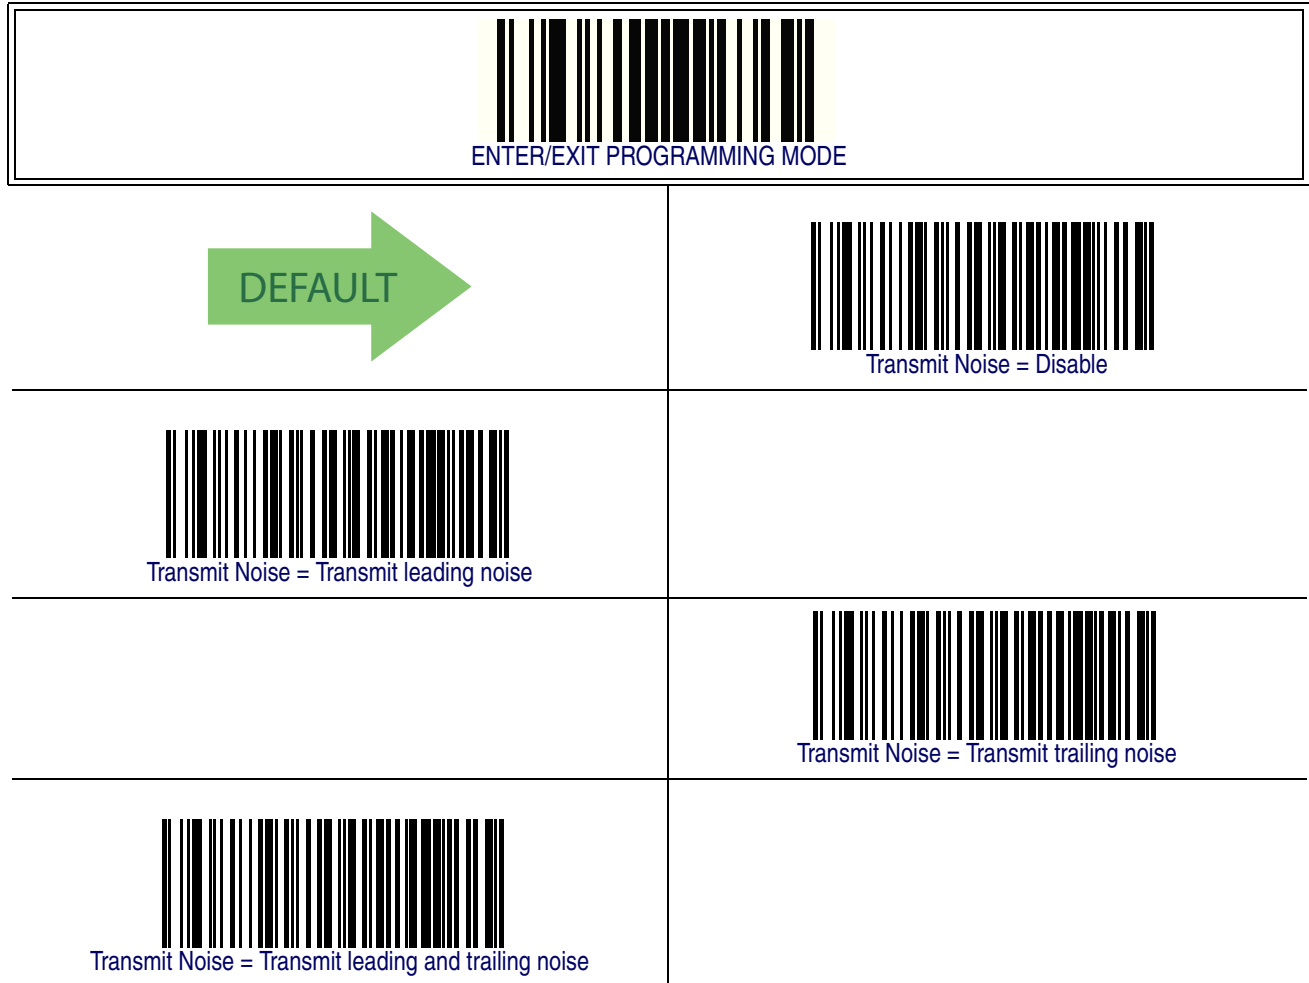 ENTER/EXIT PROGRAMMING MODE
DEFAULT
Transmit Noise = Disable
Transmit Noise = Transmit leading noise
Transmit Noise = Transmit trailing noise
Transmit Noise = Transmit leading and trailing noise